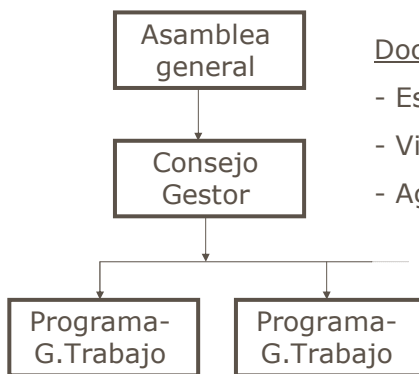 Asamblea
general
Consejo
Gestor
Programa-
G.Trabajo
Programa-
G.Trabajo